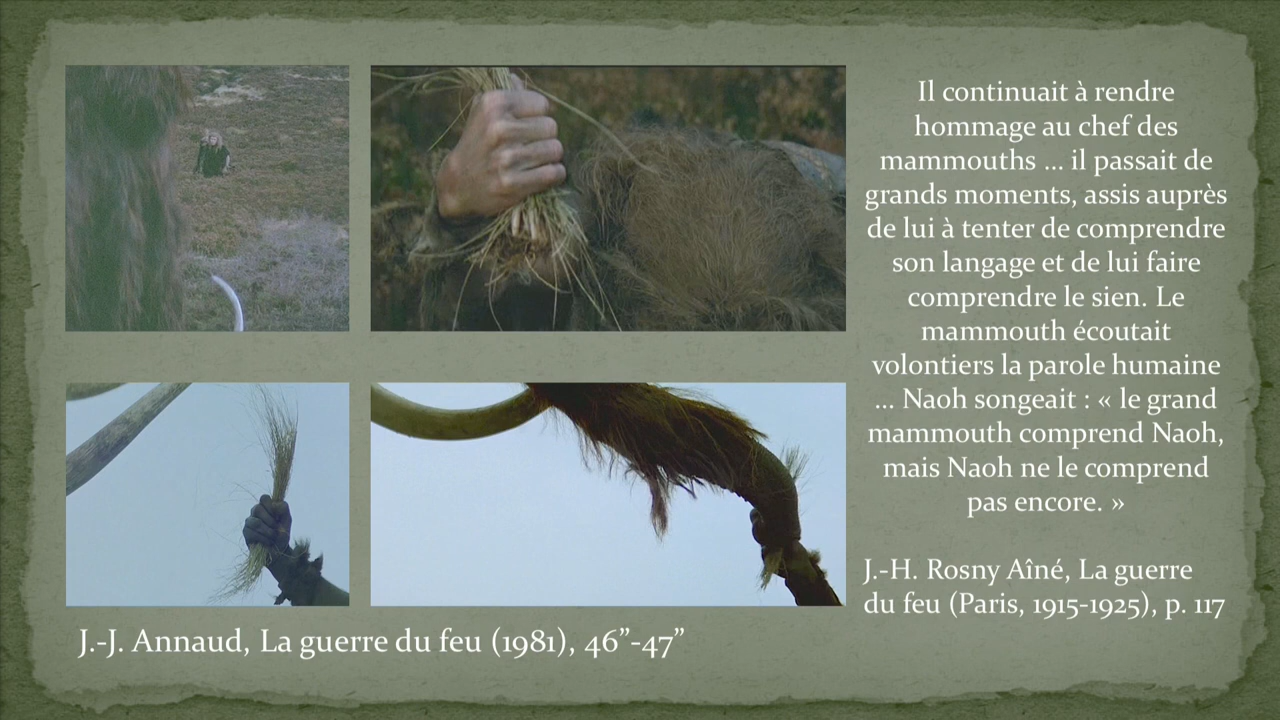 Il continuait à rendre
hommage au chef des
mammouths ... il passait de
grands moments, assis auprès
de lui à tenter de comprendre
son langage et de lui faire
comprendre le sien. Le
mammouth écoutait
volontiers la parole humaine
... Naoh songeait : « le grand
mammouth comprend Naoh,
mais Naoh ne le comprend
pas encore. »
J.-H. Rosny Aîné, La guerre
du feu (Paris, 1915-1925), p. 117
J.-J. Annaud, La guerre du feu (1981), 46”-47”